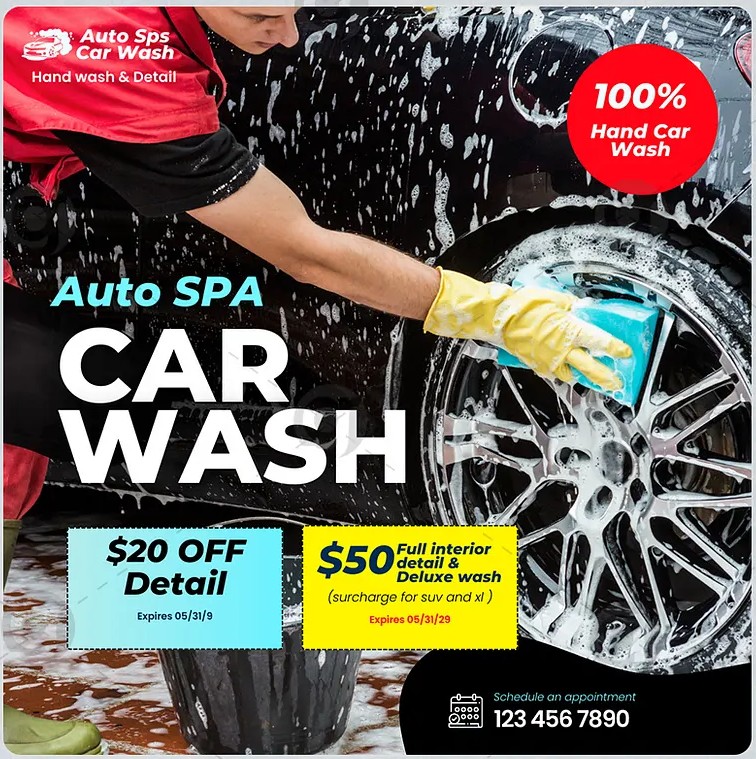 Auto Sps
Car Wash
Hand wash & Detail
100%
Hand Car
Wash
Auto SPA
CAR
WASH
$20 OFF
Detail
Expires 05/31/9
$50 Full interior
detail &
Deluxe wash
(surcharge for suv and xl )
Expires 05/31/29
Schedule an appointment
123 456 7890